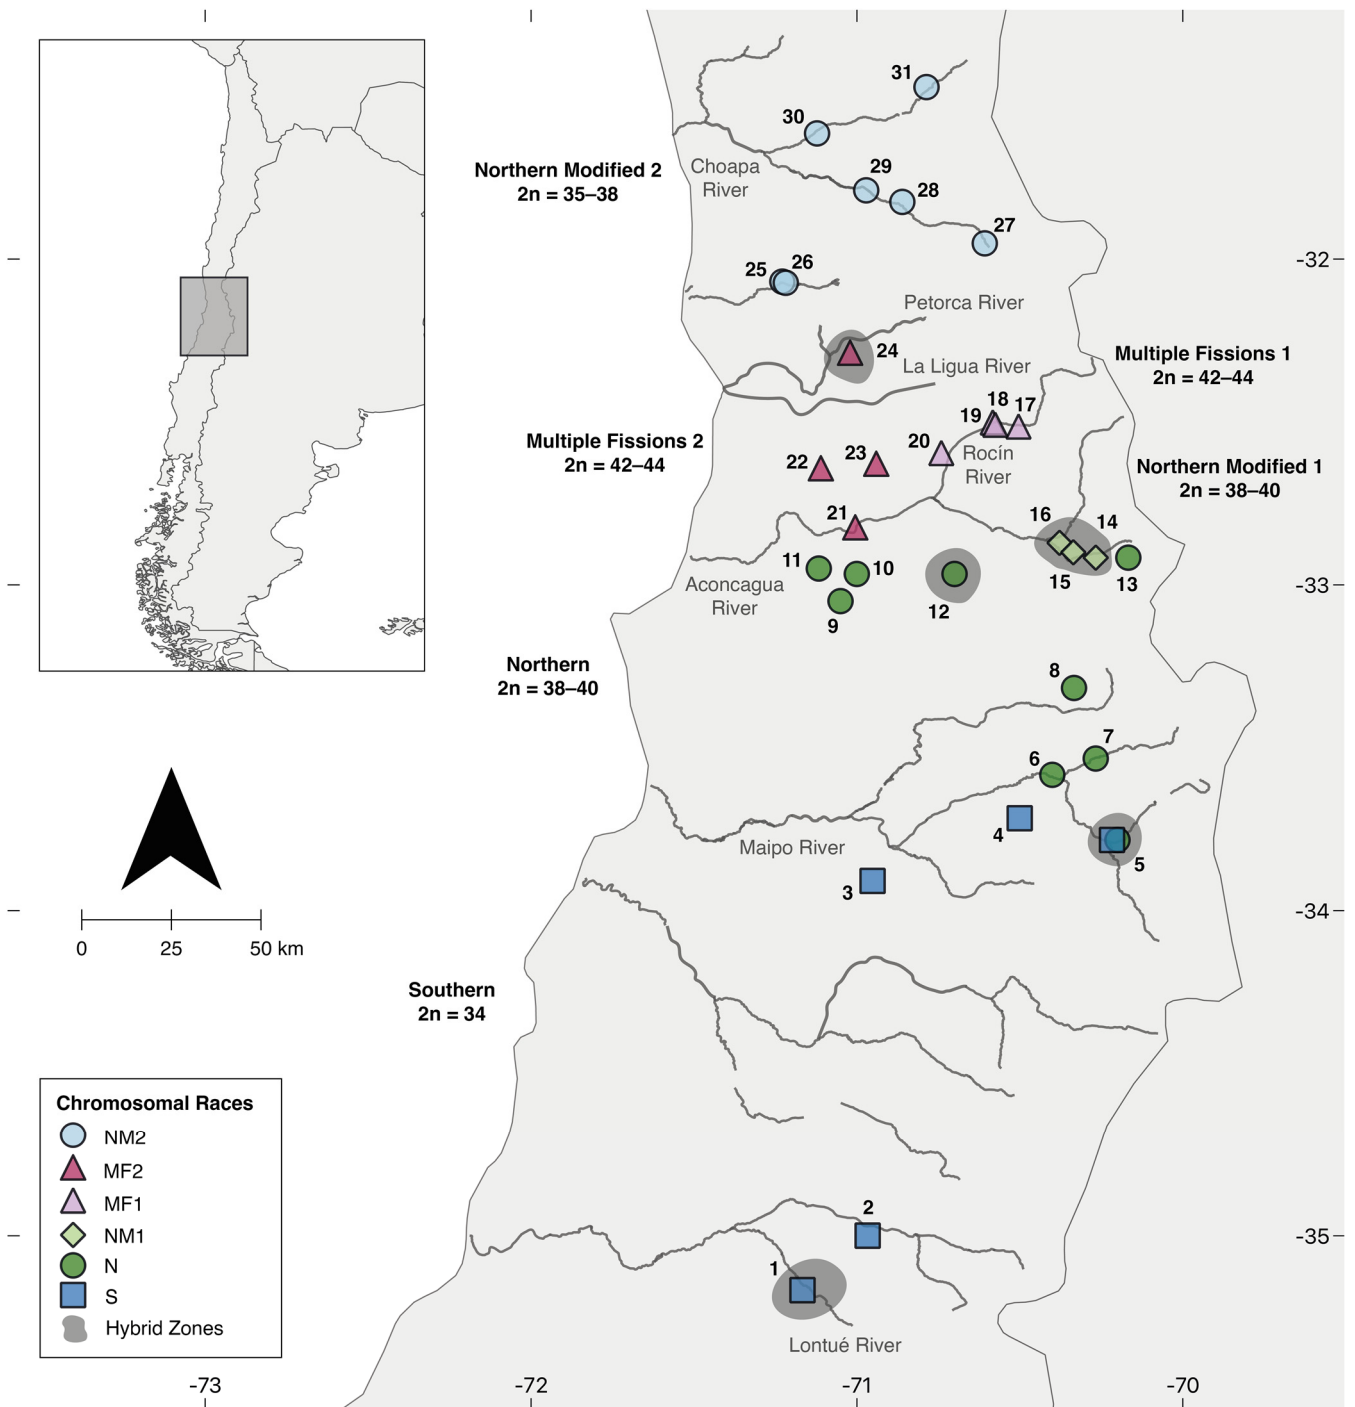 31
30
Northern Modified 2
2n = 35–38
Choapa
River
29
28
27
-32
25
26
Petorca River
24
La Ligua River
Multiple Fissions 1
2n = 42–44
18
17
19
Multiple Fissions 2
2n = 42–44
20
23
22
Rocín
River
Northern Modified 1
2n = 38–40
21
16
14
11
10
15
13
-33
Aconcagua
River
12
9
Northern
2n = 38–40
8
7
6
4
Maipo River
5
3
-34
0
25
50 km
Southern
2n = 34
Chromosomal Races
NM2
MF2
MF1
NM1
N
S
Hybrid Zones
2
-35
1
Lontué River
-73
-72
-71
-70